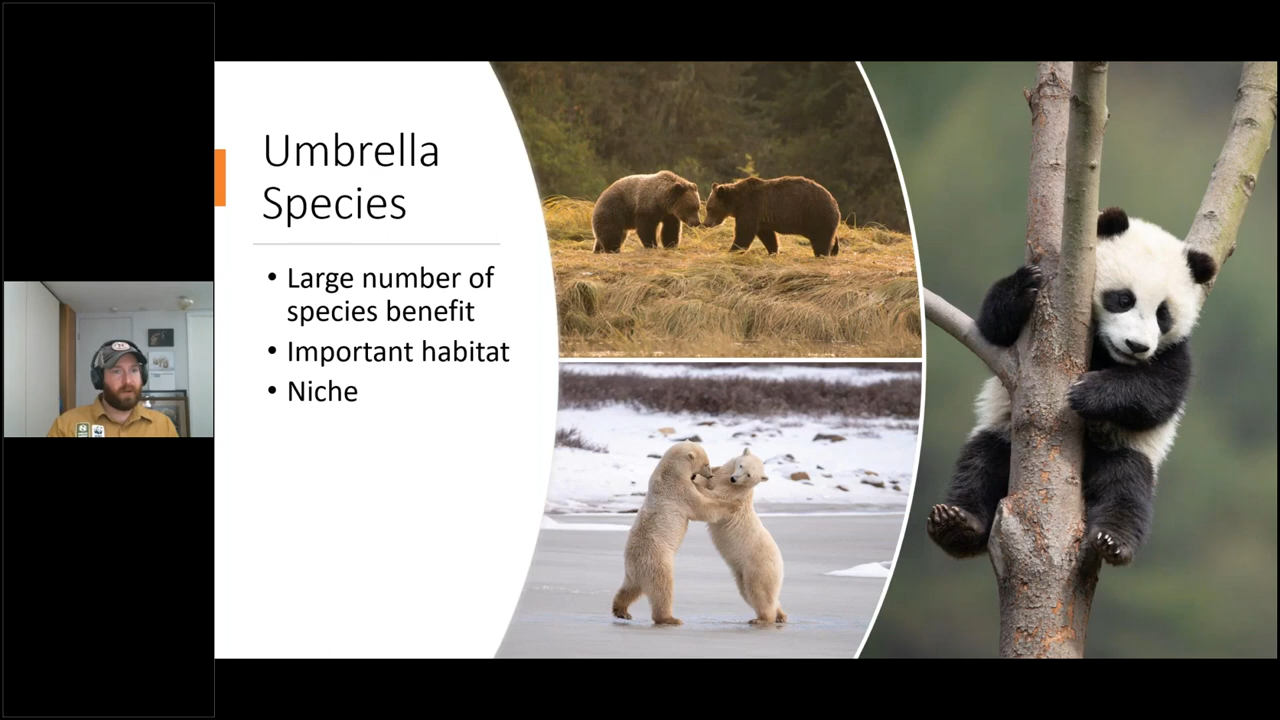 Umbrella
Species
• Large number of
species benefit
• Important habitat
• Niche